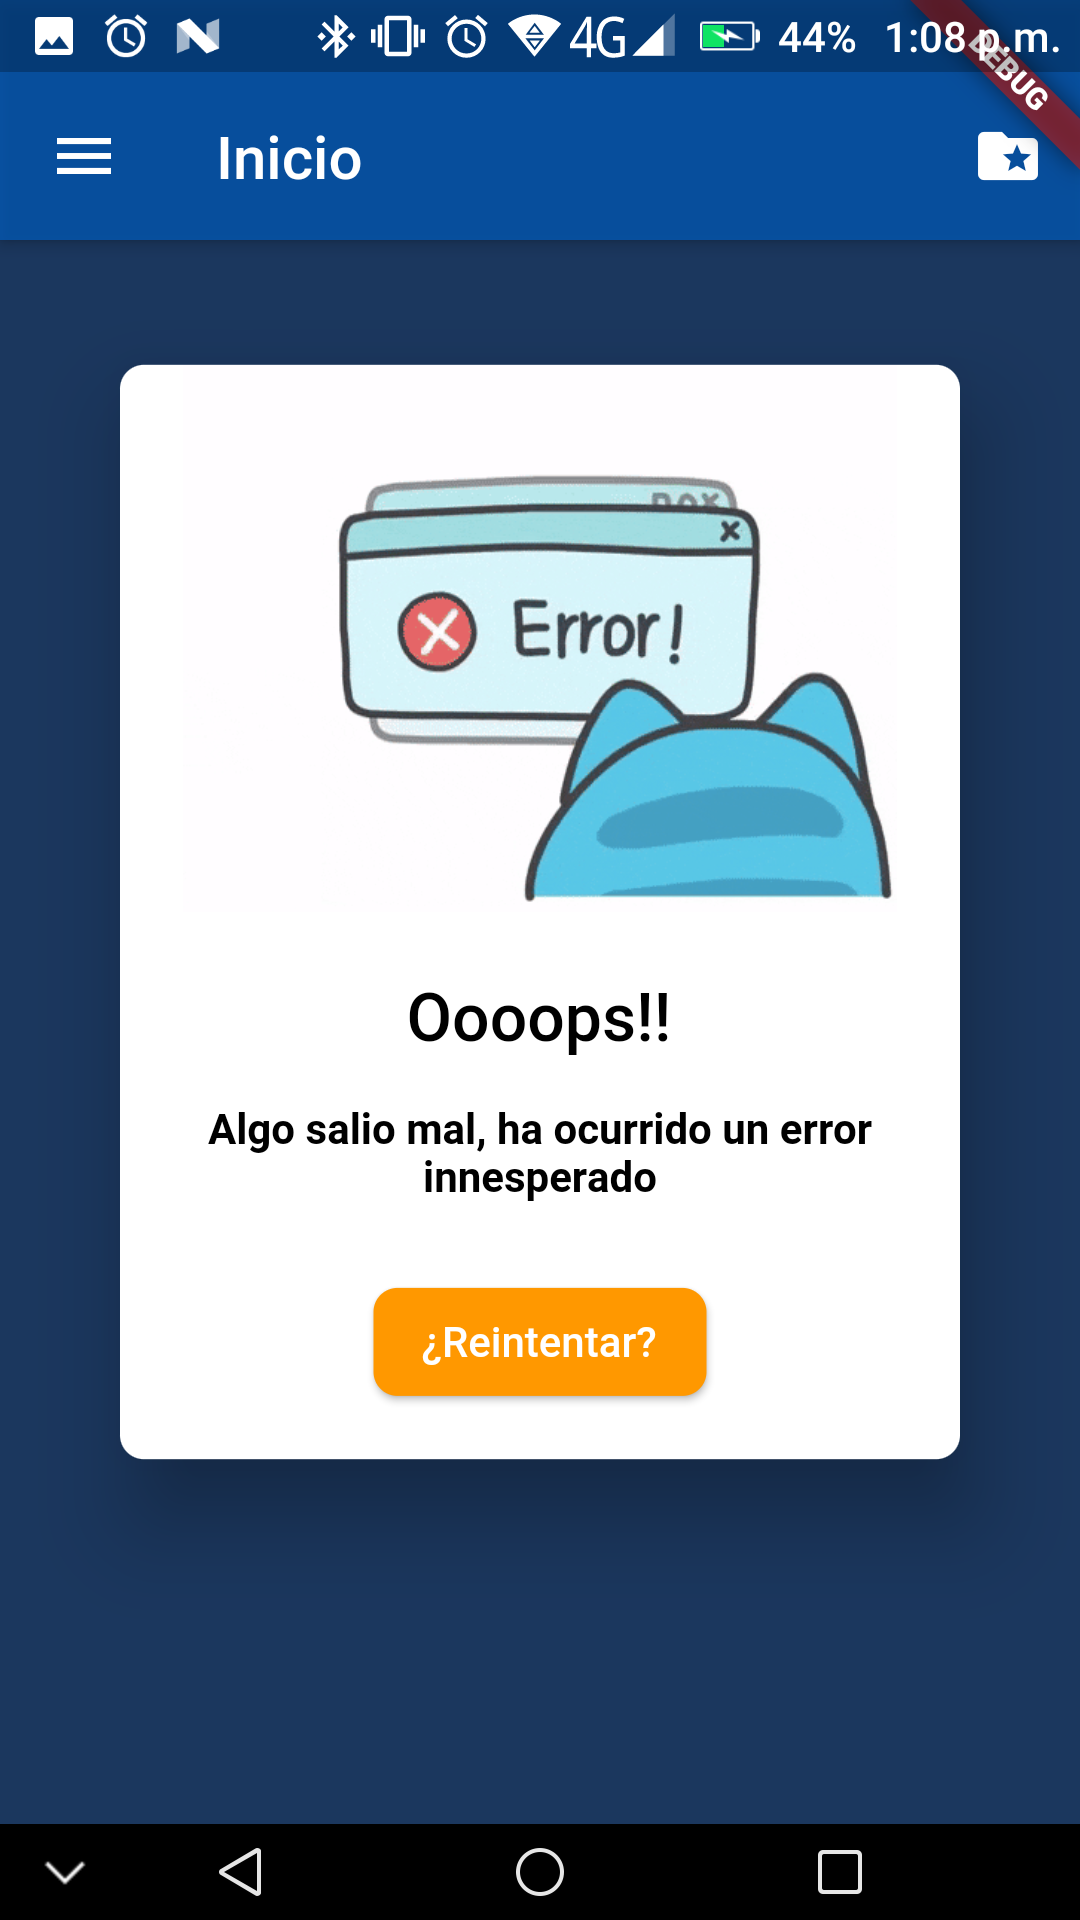 4G 44% 1:08 p.m.
DEBUG
Inicio
Error!
Oooops!!
Algo salio mal, ha ocurrido un error
innesperado
¿Reintentar?